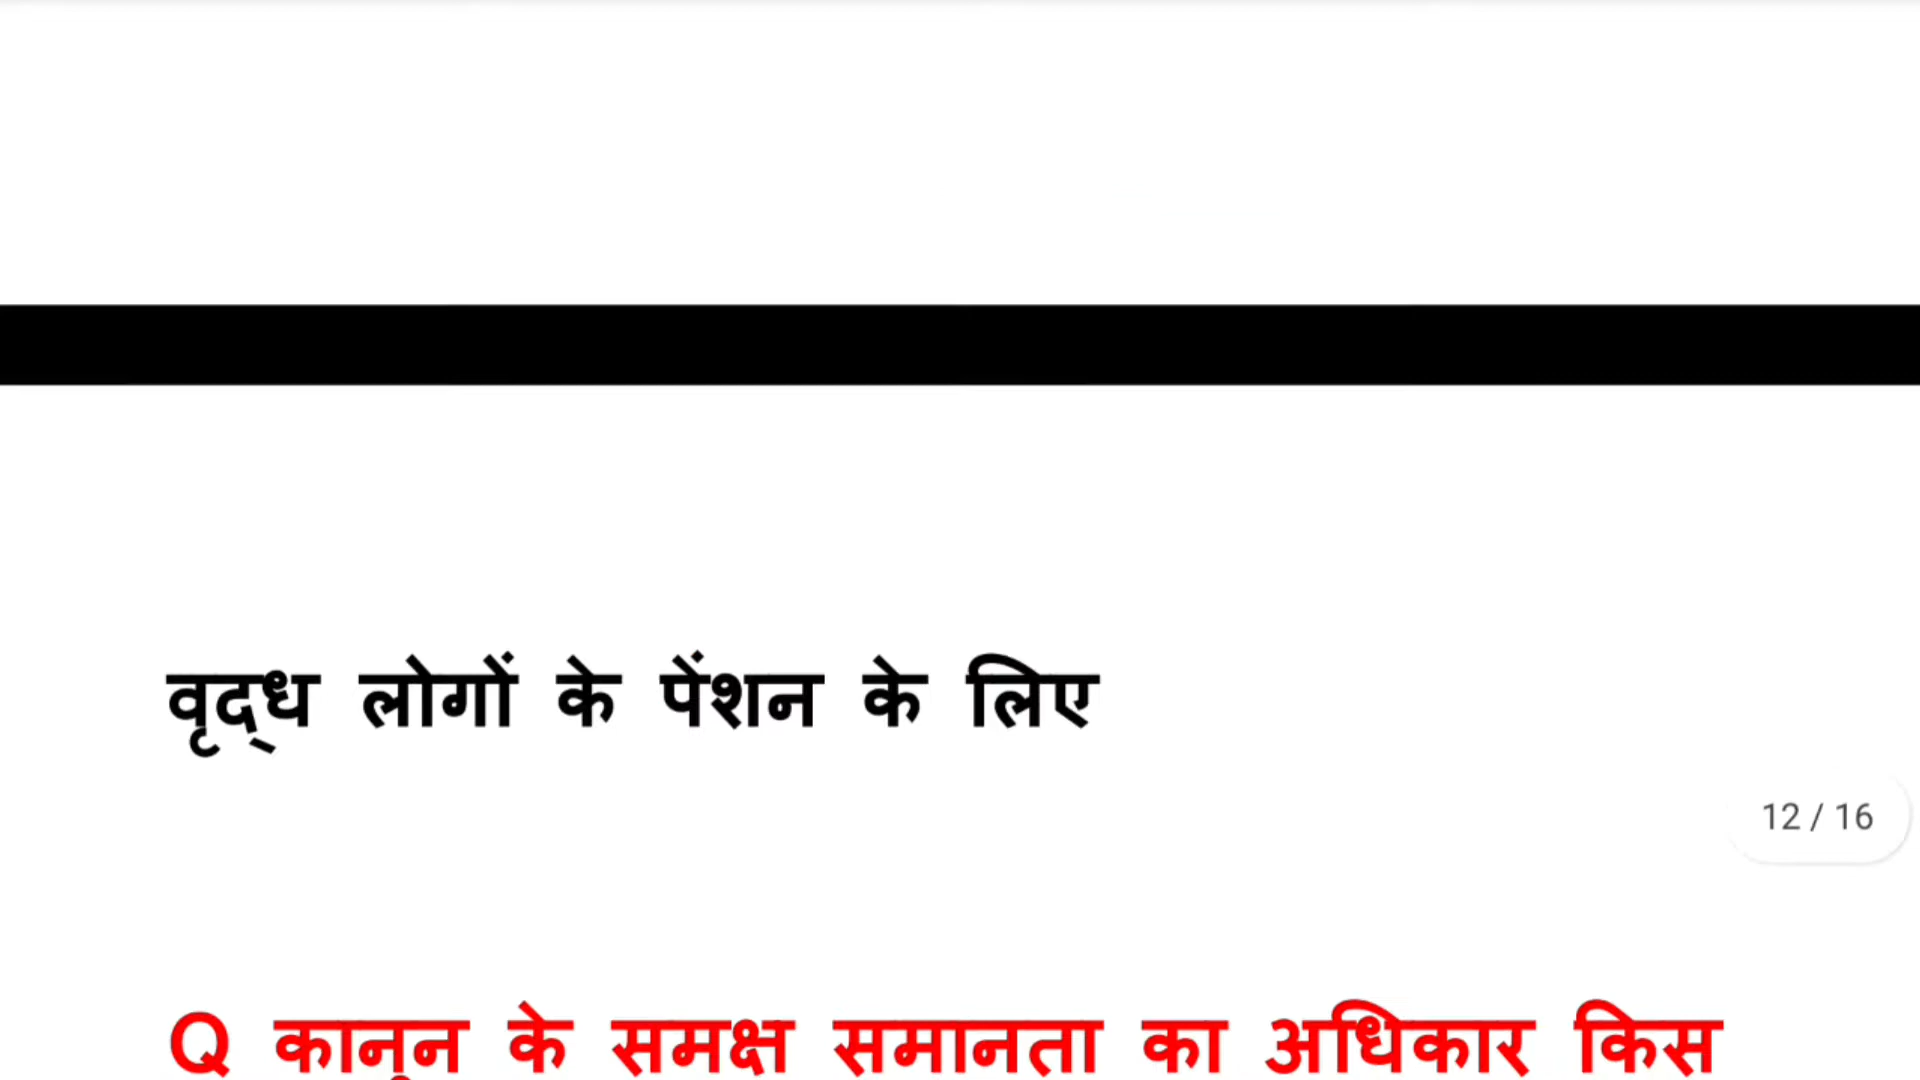 वृद्ध लोगों के पेंशन के लिए
12 / 16
Q कानून के समक्ष समानता का अधिकार किस